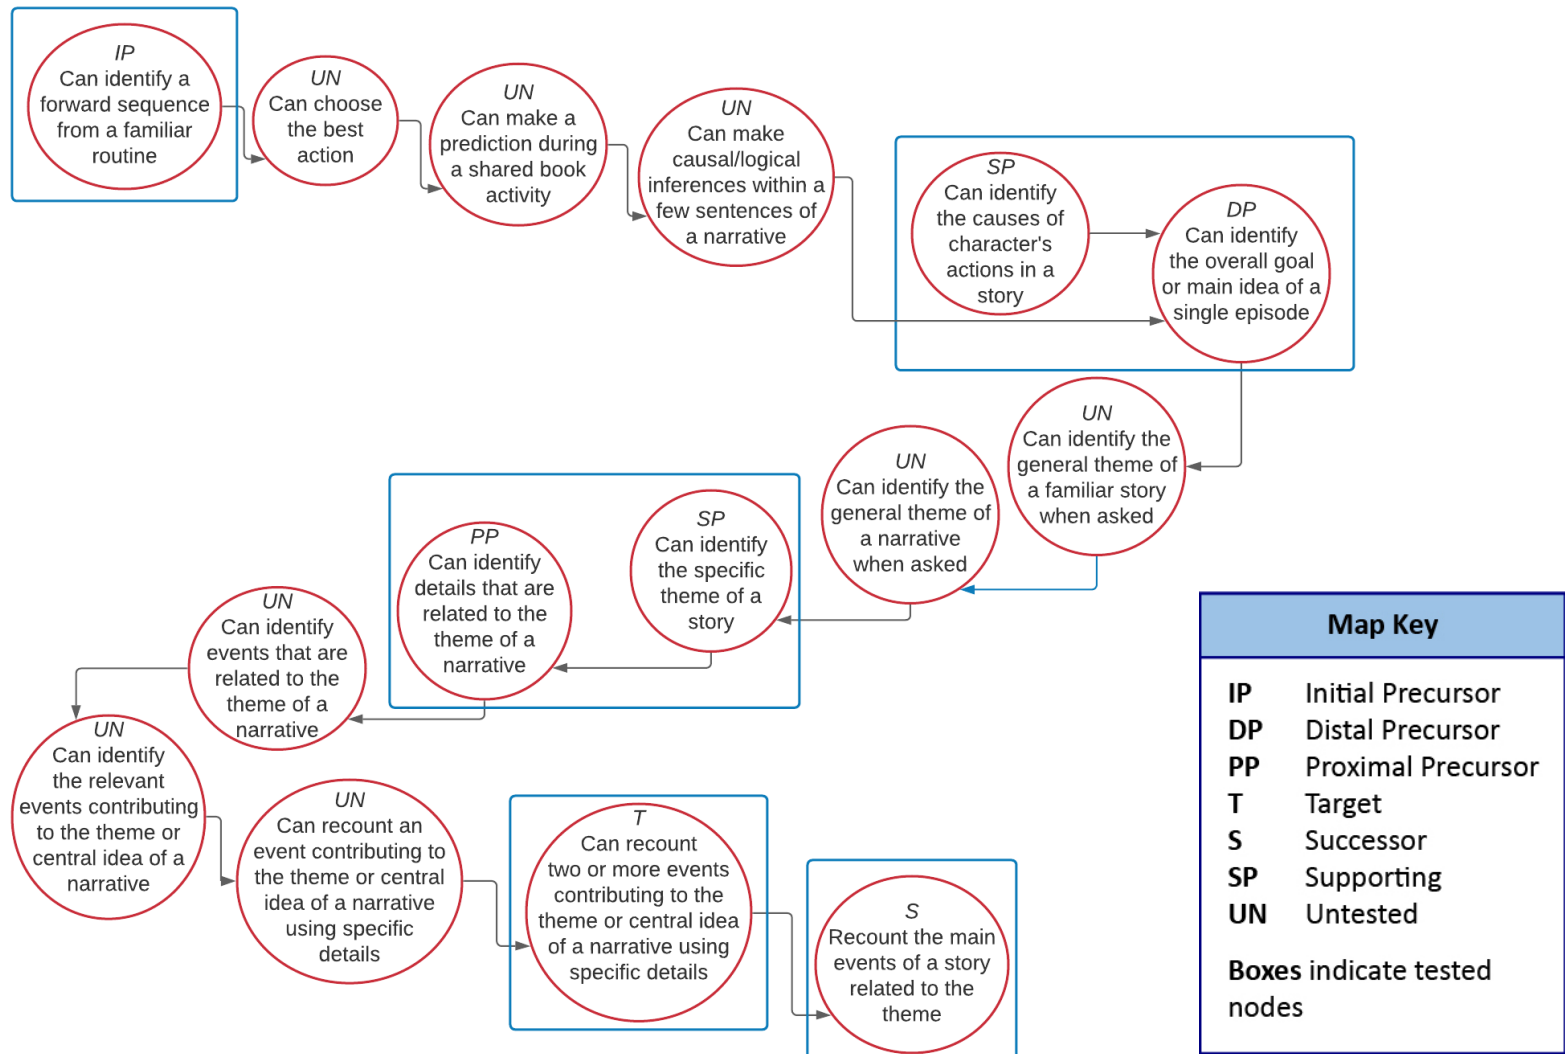 IP
Can identify a
forward sequence
from a familiar
routine
UN
Can choose
the best
action
UN
Can make a
prediction during
a shared book
activity
UN
Can make
causal/logical
inferences within a
few sentences of
a narrative
SP
Can identify
the causes of
character's
actions in a
story
DP
Can identify
the overall goal
or main idea of a
single episode
UN
Can identify the
general theme of
a familiar story
when asked
UN
Can identify the
general theme of
a narrative
when asked
SP
Can identify
the specific
theme of a
story
PP
Can identify
details that are
related to the
theme of a
narrative
UN
Can identify
events that are
related to the
theme of a
narrative
UN
Can identify
the relevant
events contributing
to the theme or
central idea of a
narrative
UN
Can recount an
event contributing to
the theme or central
idea of a narrative
using specific
details
T
Can recount
two or more events
contributing to the
theme or central idea
of a narrative using
specific details
S
Recount the main
events of a story
related to the
theme
Map Key
IP Initial Precursor
DP Distal Precursor
PP Proximal Precursor
T Target
S Successor
SP Supporting
UN Untested
Boxes indicate tested
nodes